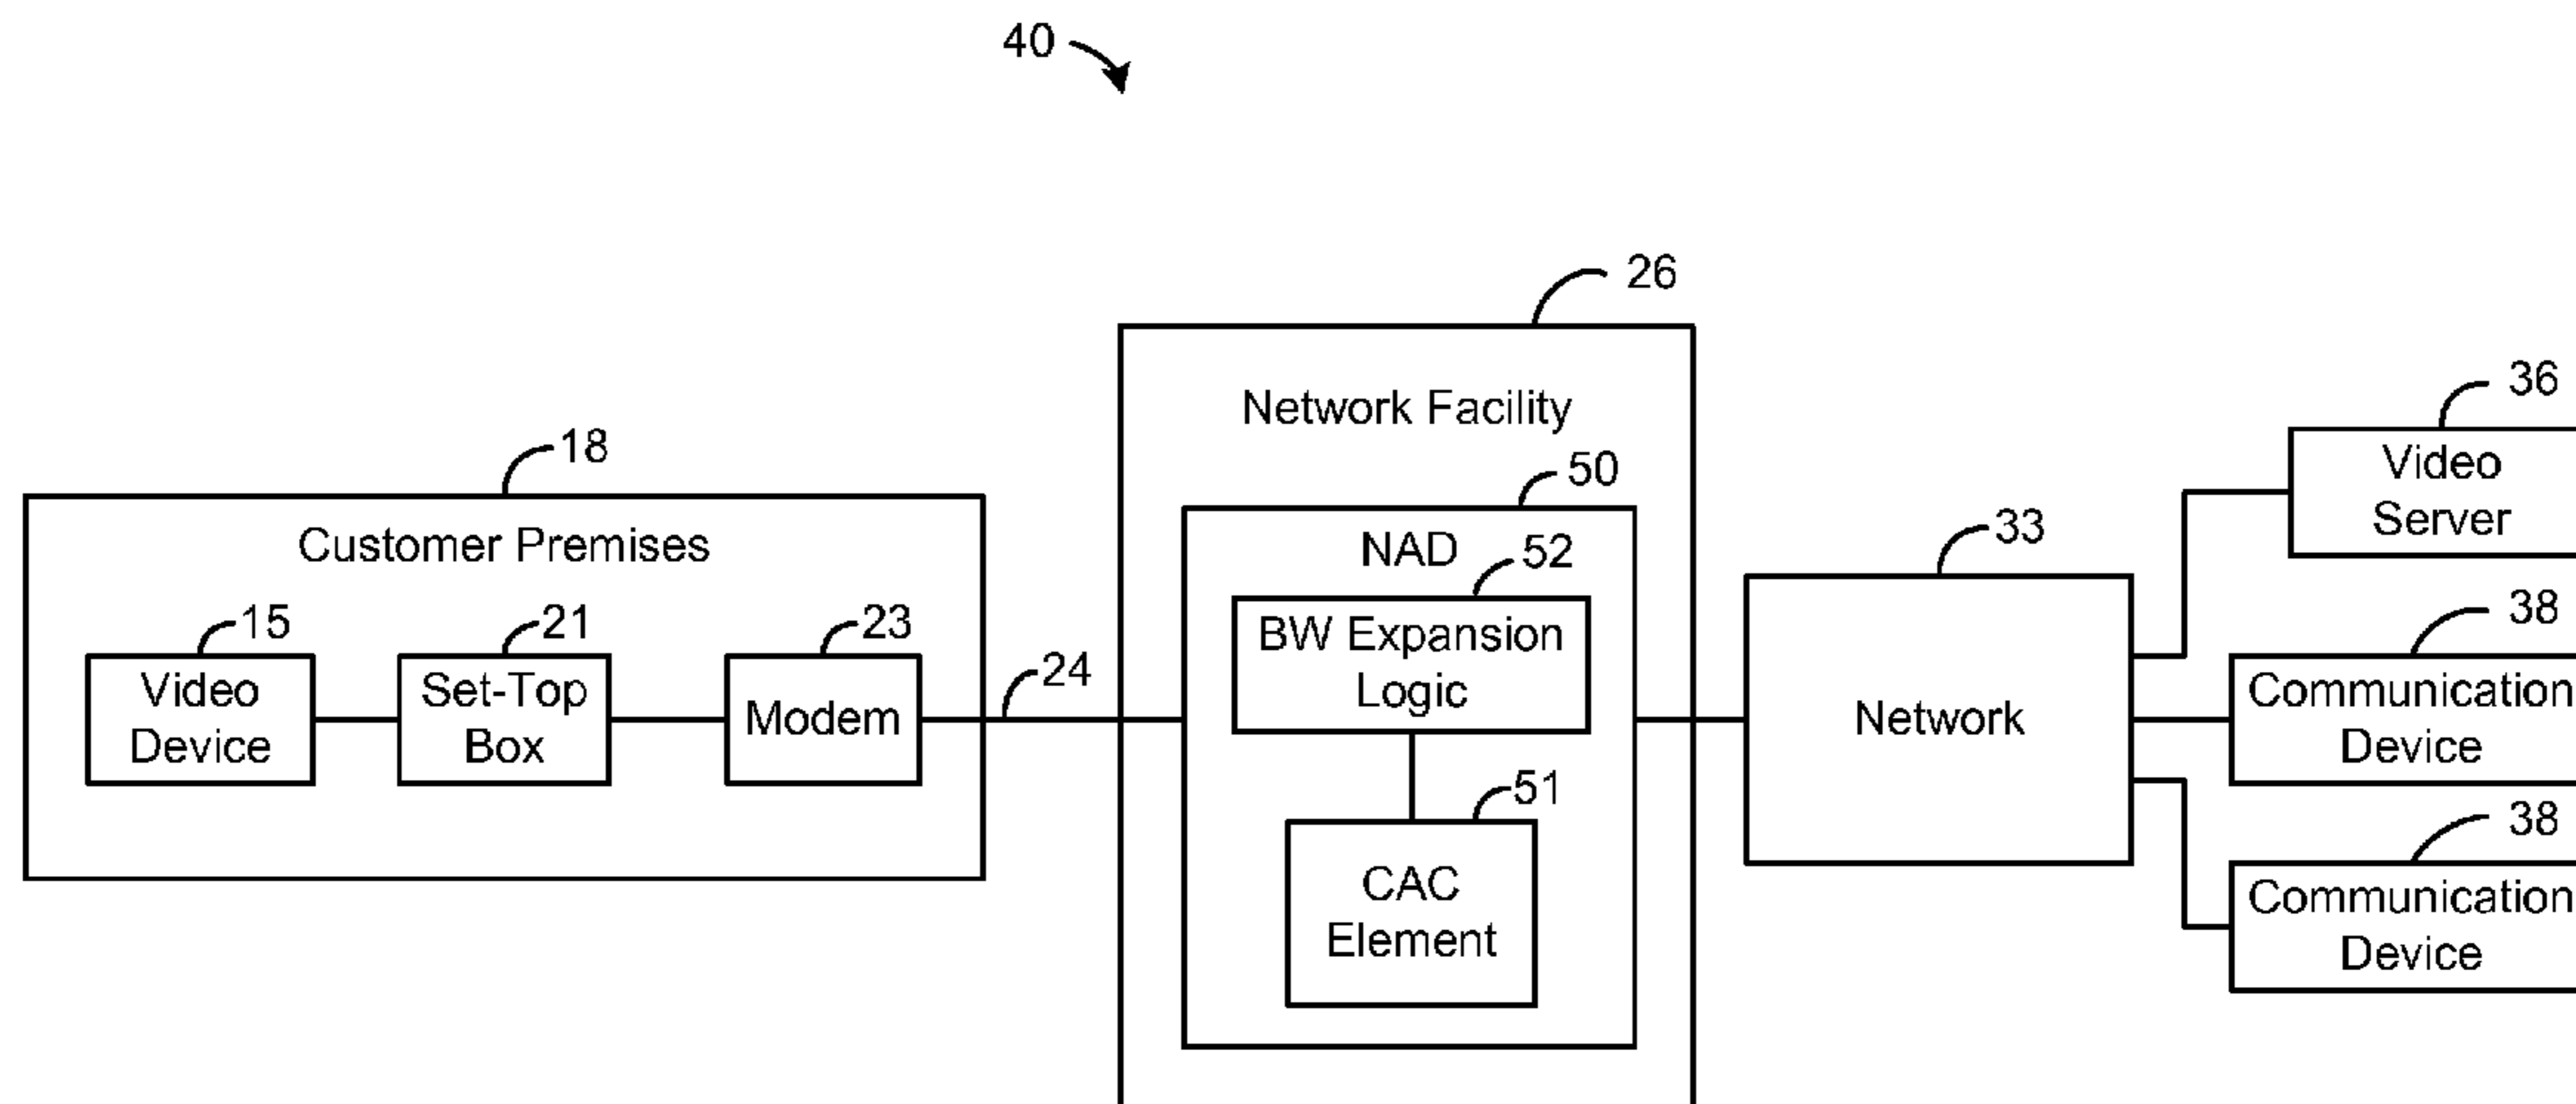 40
26
Network Facility
36
Video
Server
18
Customer Premises
50
NAD
33
52
BW Expansion
Logic
15
Video
Device
21
Set-Top
Box
23
Modem
24
51
CAC
Element
Network
38
Communication
Device
38
Communication
Device